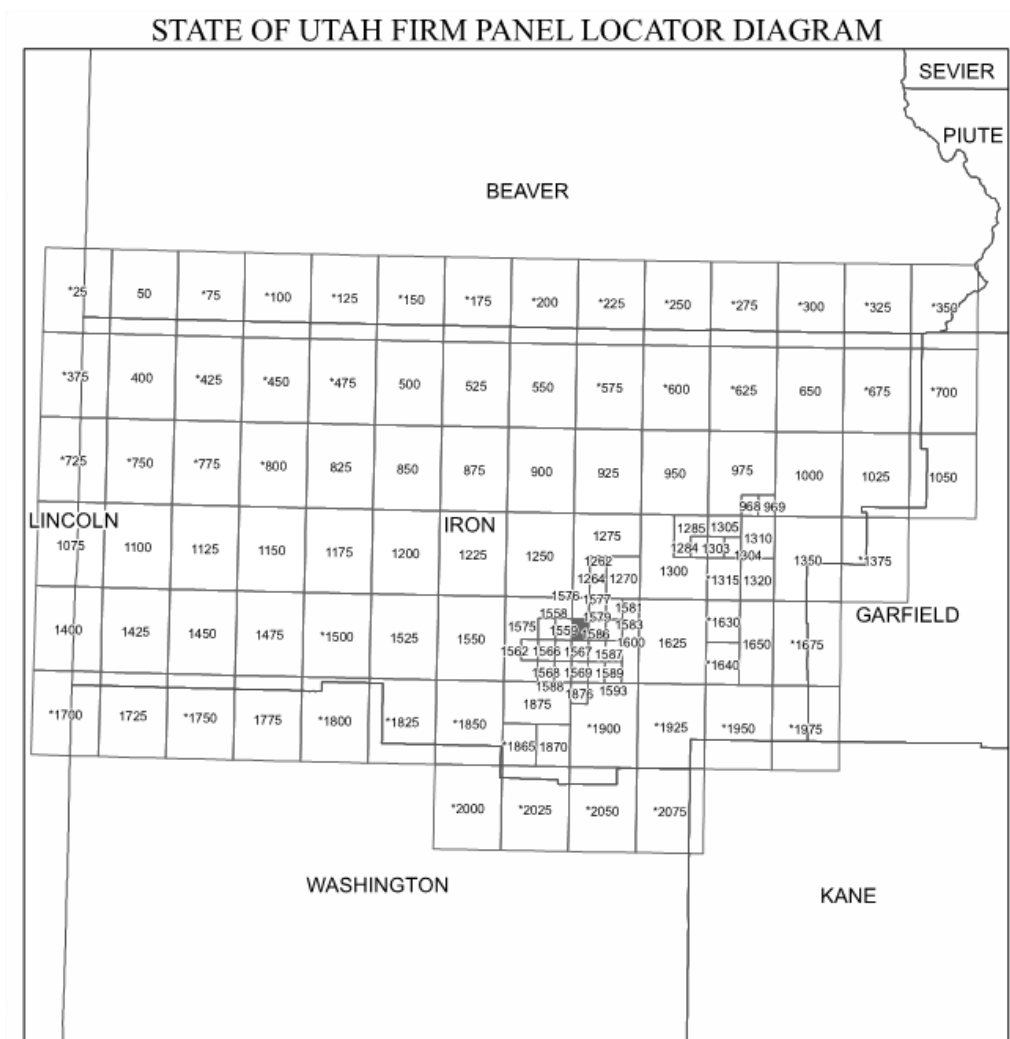 STATE OF UTAH FIRM PANEL LOCATOR DIAGRAM
SEVIER
PIUTE
BEAVER
*25 50 *75 *100 *125 *150 *175 *200 *225 *250 *275 *300 *325 *350
*375 400 *425 *450 *475 500 525 550 *575 *600 *625 650 *675 *700
*725 *750 *775 *800 825 850 875 900 925 950 975 1000 1025 1050
968 969
LINCOLN IRON
1285 1305
1275 1310
1075 1100 1125 1150 1175 1200 1225 1250 1284 1303 1304 1350 *1375
1262
1264 1270 1300 *1315 1320
1576 1577
1558 1579 1581 GARFIELD
1575 1559 1586 1583 *1630
1400 1425 1450 1475 *1500 1525 1550 1600 1625 1650 *1675
1562 1566 1567 1587
1568 1569 1589 *1640
1588 1593
1876
1875
*1700 1725 *1750 1775 *1800 *1825 *1850 *1900 *1925 *1950 *1975
*1865 1870
*2000 *2025 *2050 *2075
WASHINGTON
KANE